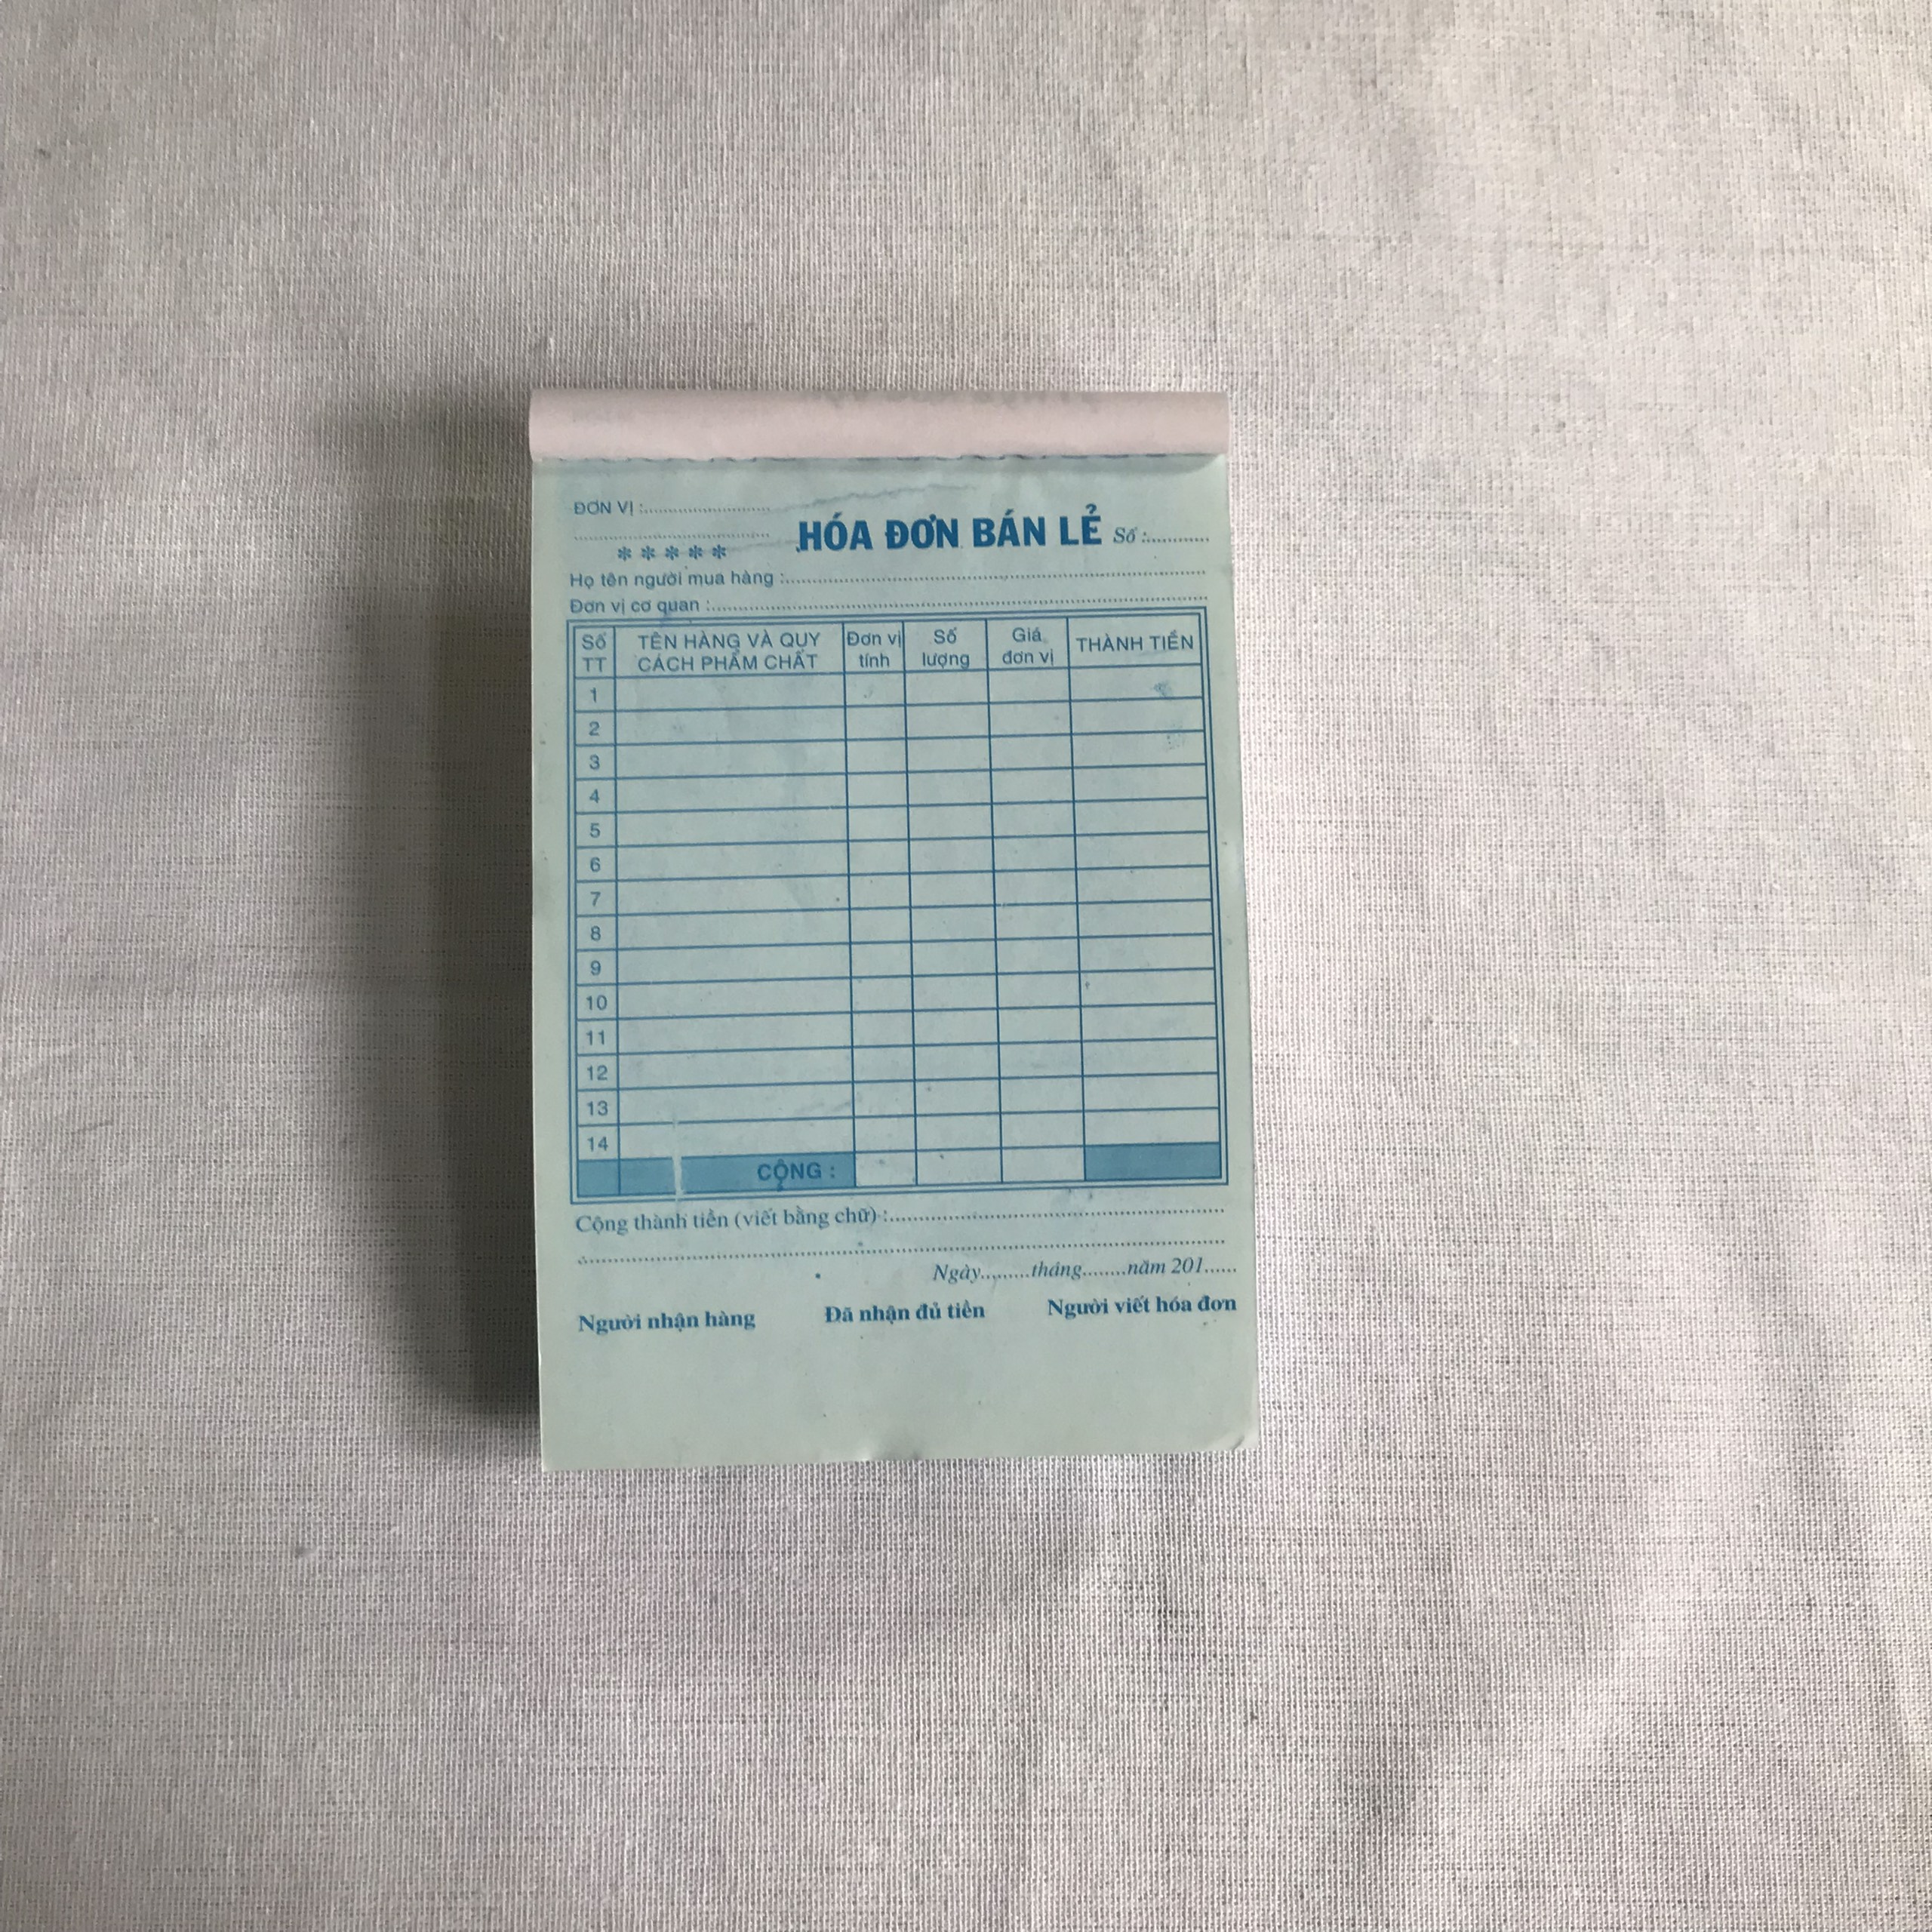 ĐƠN VỊ :..........................
.......................................
HÓA ĐƠN BÁN LẺ Số :............
* * * * *
Họ tên người mua hàng :..........................................................................
Đơn vị cơ quan :.......................................................................................
Số TT TÊN HÀNG VÀ QUY CÁCH PHẨM CHẤT Đơn vị tính Số lượng Giá đơn vị THÀNH TIỀN
1
2
3
4
5
6
7
8
9
10
11
12
13
14
CỘNG :
Cộng thành tiền (viết bằng chữ) :..........................................................
..................................................................................................................
Ngày.........tháng........năm 201......
Người nhận hàng Đã nhận đủ tiền Người viết hóa đơn